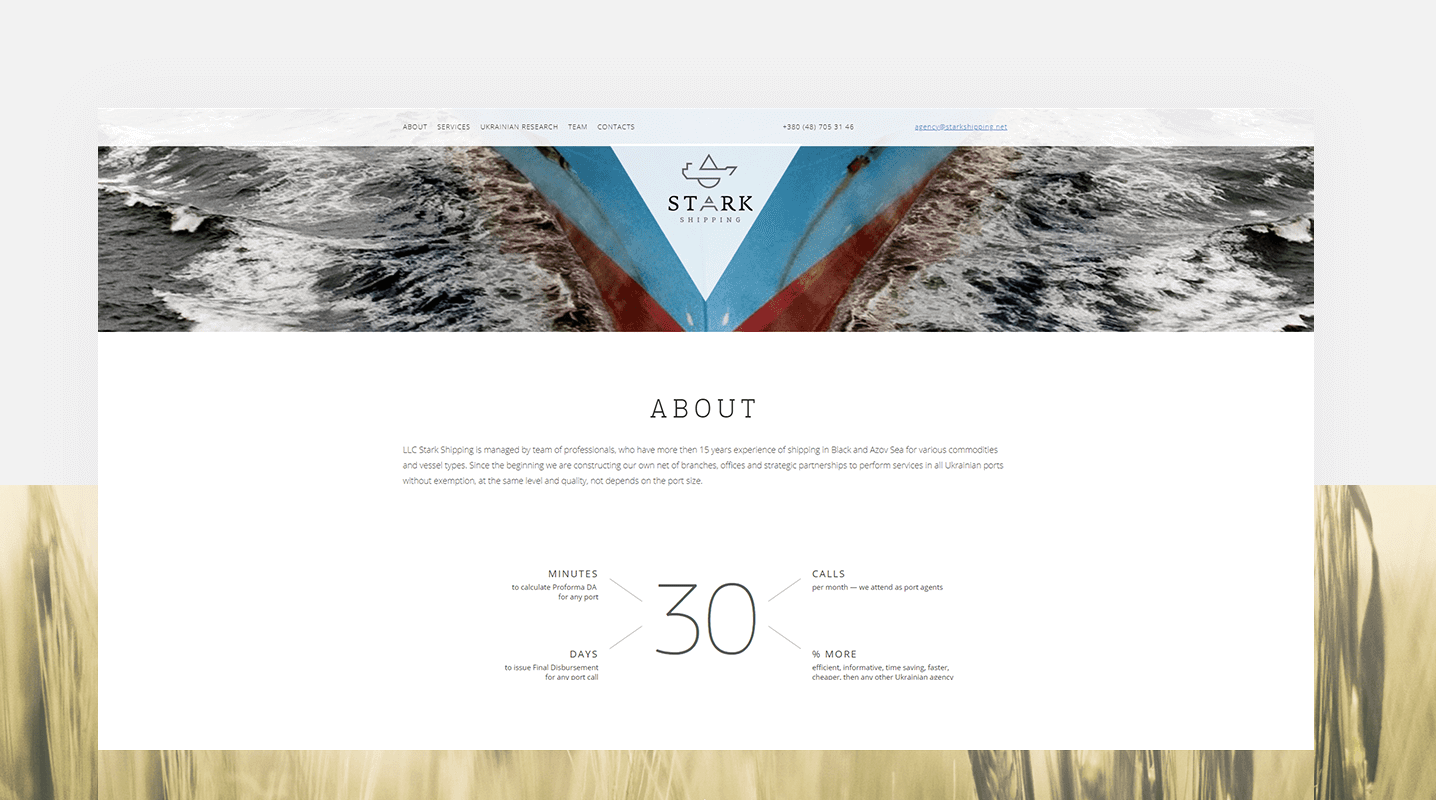 ABOUT SERVICES UKRAINIAN RESEARCH TEAM CONTACTS +380 (48) 705 31 46 agency@starkshipping.net
STARK
SHIPPING
ABOUT
LLC Stark Shipping is managed by team of professionals, who have more then 15 years experience of shipping in Black and Azov Sea for various commodities
and vessel types. Since the beginning we are constructing our own net of branches, offices and strategic partnerships to perform services in all Ukrainian ports
without exemption, at the same level and quality, not depends on the port size.
MINUTES
to calculate Proforma DA
for any port
30
CALLS
per month — we attend as port agents
DAYS
to issue Final Disbursement
for any port call
% MORE
efficient, informative, time saving, faster,
cheaper, then any other Ukrainian agency